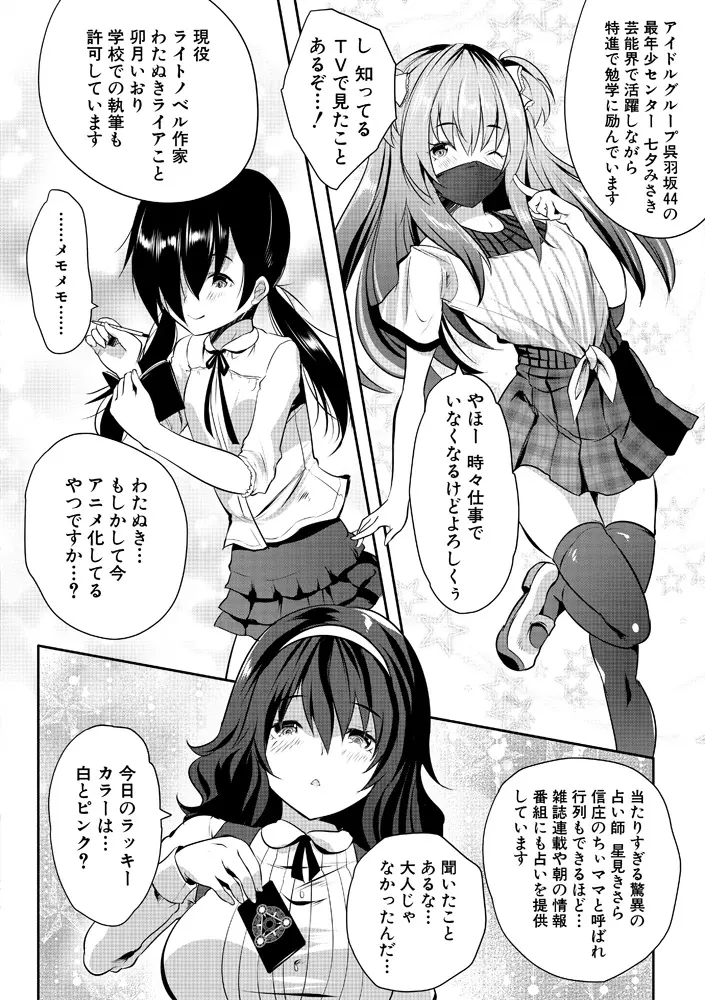 アイドルグループ呉羽坂44の
最年少センター 七夕みさき
芸能界で活躍しながら
特進で勉学に励んでいます
し 知ってる
TVで見たこと
あるぞ…！
やほー 時々仕事で
いなくなるけどよろしくぅ
現役
ライトノベル作家
わたぬきライアこと
卯月いおり
学校での執筆も
許可しています
……メモメモ……
わたぬき…
もしかして今
アニメ化してる
やつですか…？
当たりすぎる驚異の
占い師 星見きさら
信庄のちぃママと呼ばれ
行列もできるほど…
雑誌連載や朝の情報
番組にも占いを提供
しています
聞いたこと
あるな…
大人じゃ
なかったんだ…
今日のラッキー
カラーは…
白とピンク？